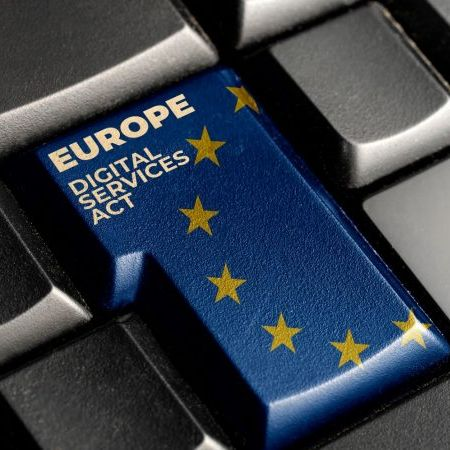 EUROPE
DIGITAL
SERVICES
ACT